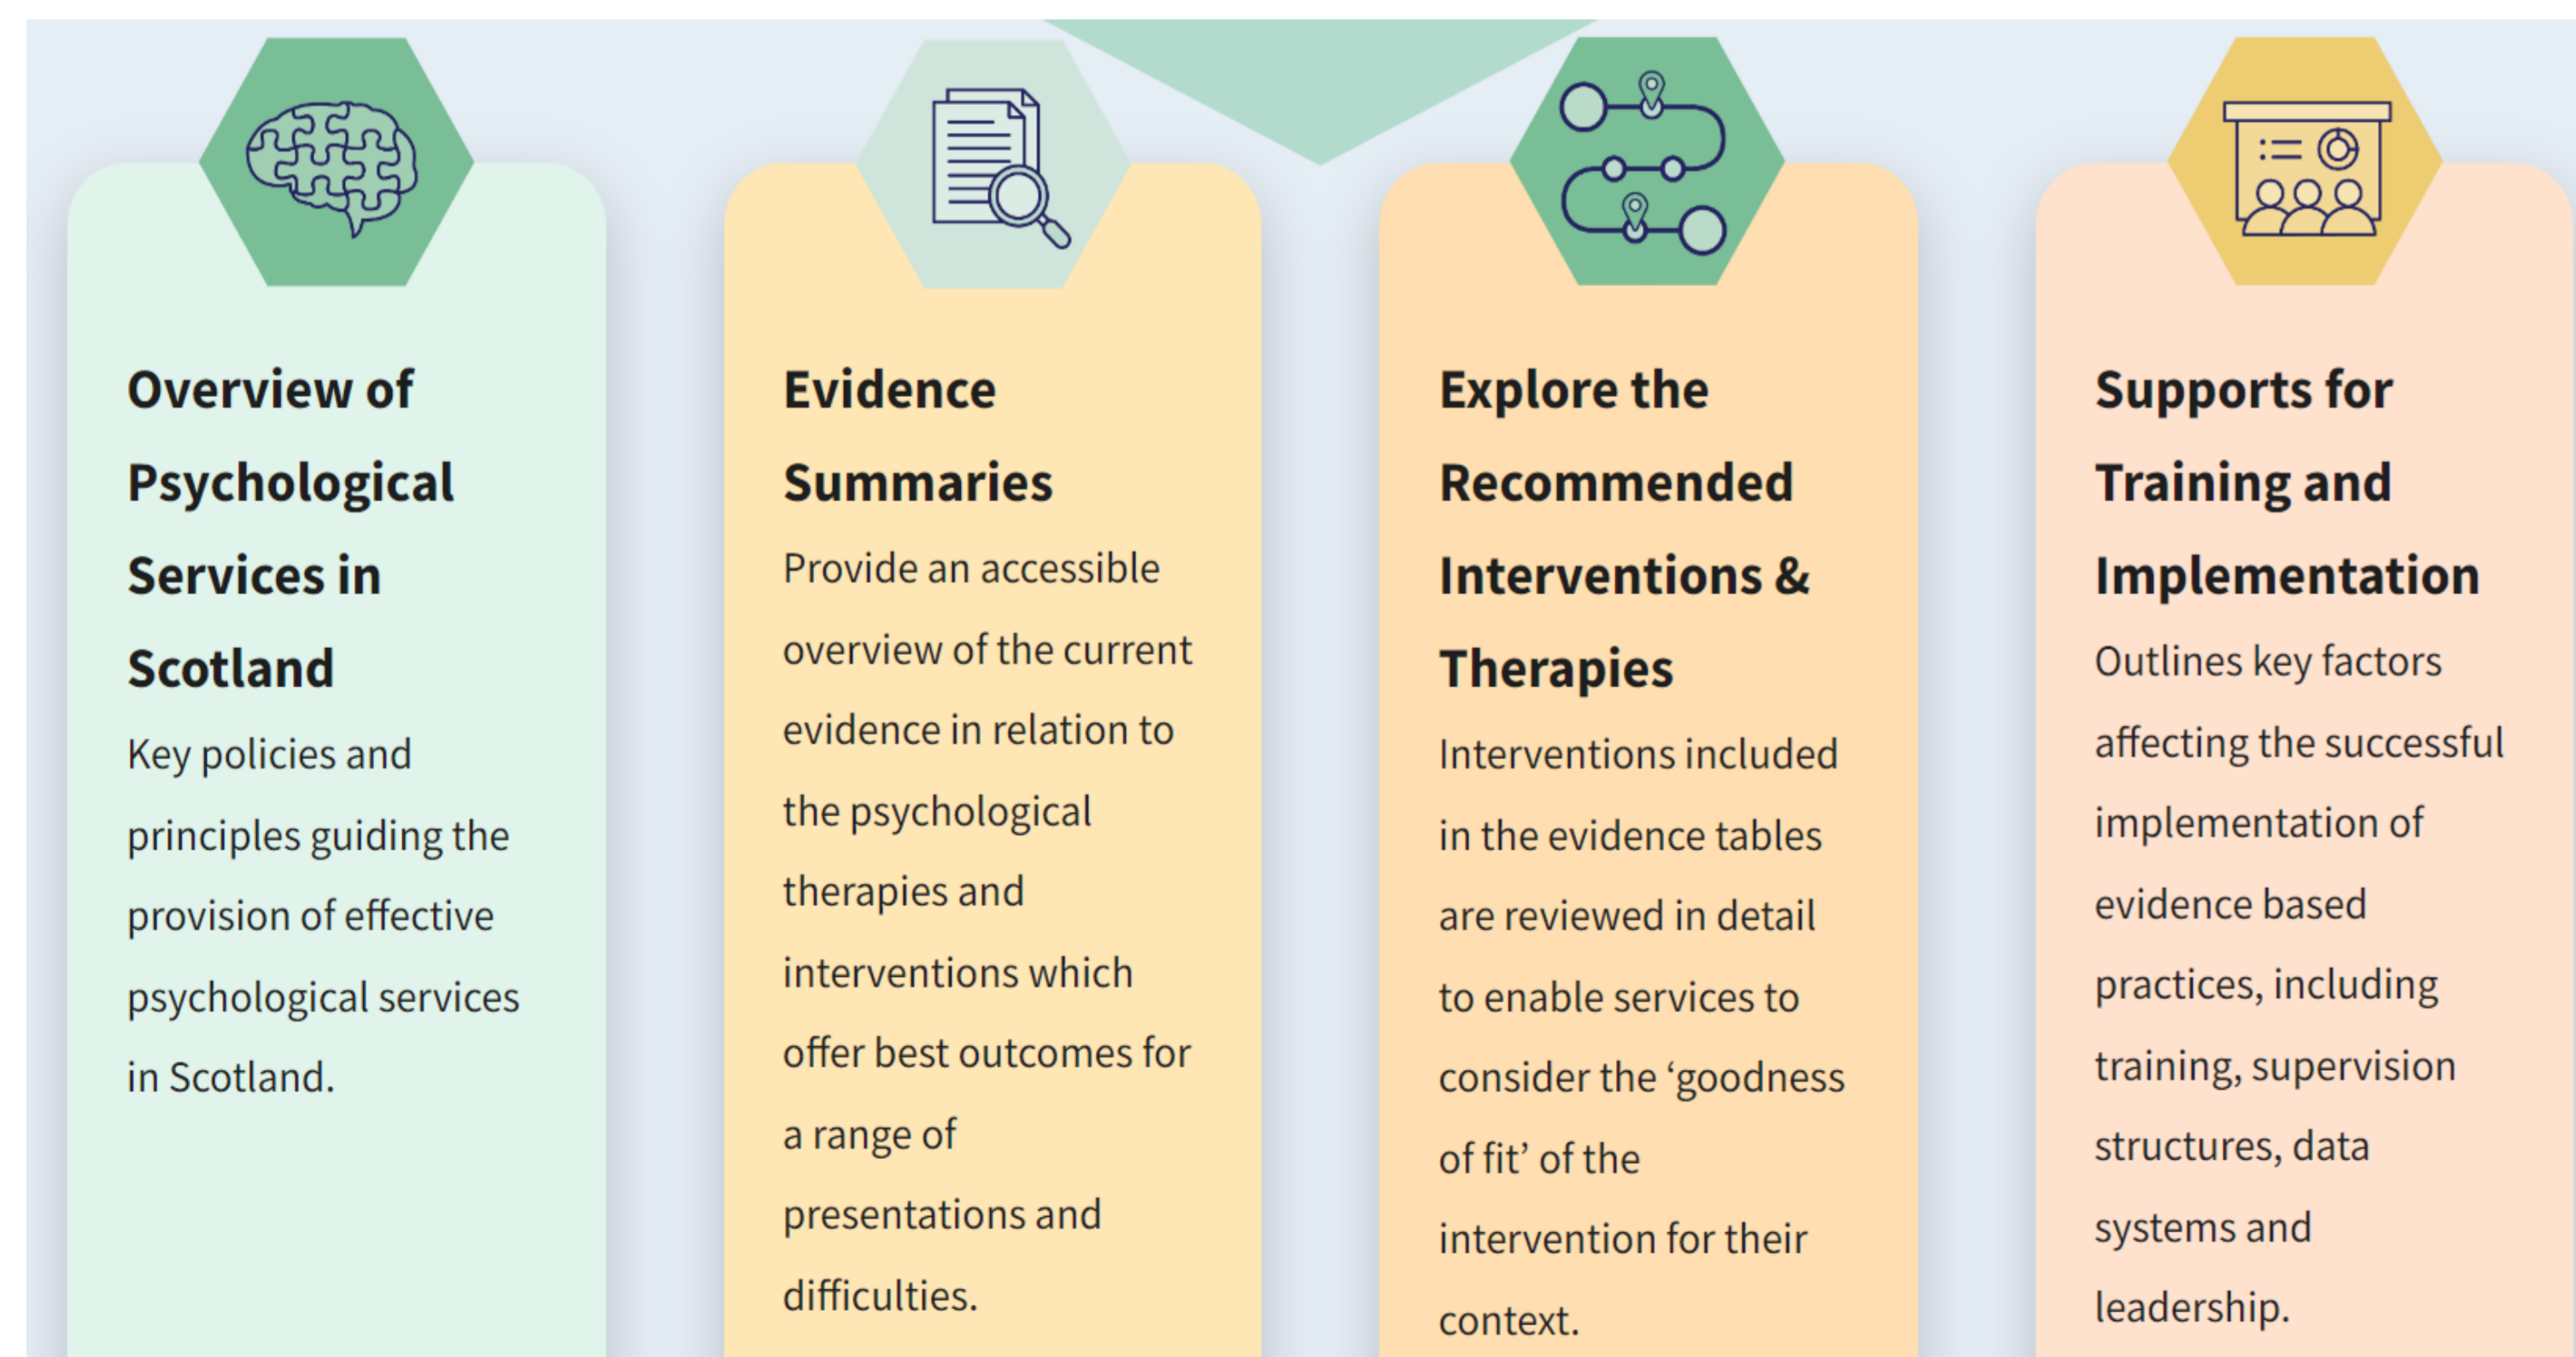 Overview of
Psychological
Services in
Scotland
Key policies and
principles guiding the
provision of effective
psychological services
in Scotland.
Evidence
Summaries
Provide an accessible
overview of the current
evidence in relation to
the psychological
therapies and
interventions which
offer best outcomes for
a range of
presentations and
difficulties.
Explore the
Recommended
Interventions &
Therapies
Interventions included
in the evidence tables
are reviewed in detail
to enable services to
consider the ‘goodness
of fit’ of the
intervention for their
context.
Supports for
Training and
Implementation
Outlines key factors
affecting the successful
implementation of
evidence based
practices, including
training, supervision
structures, data
systems and
leadership.